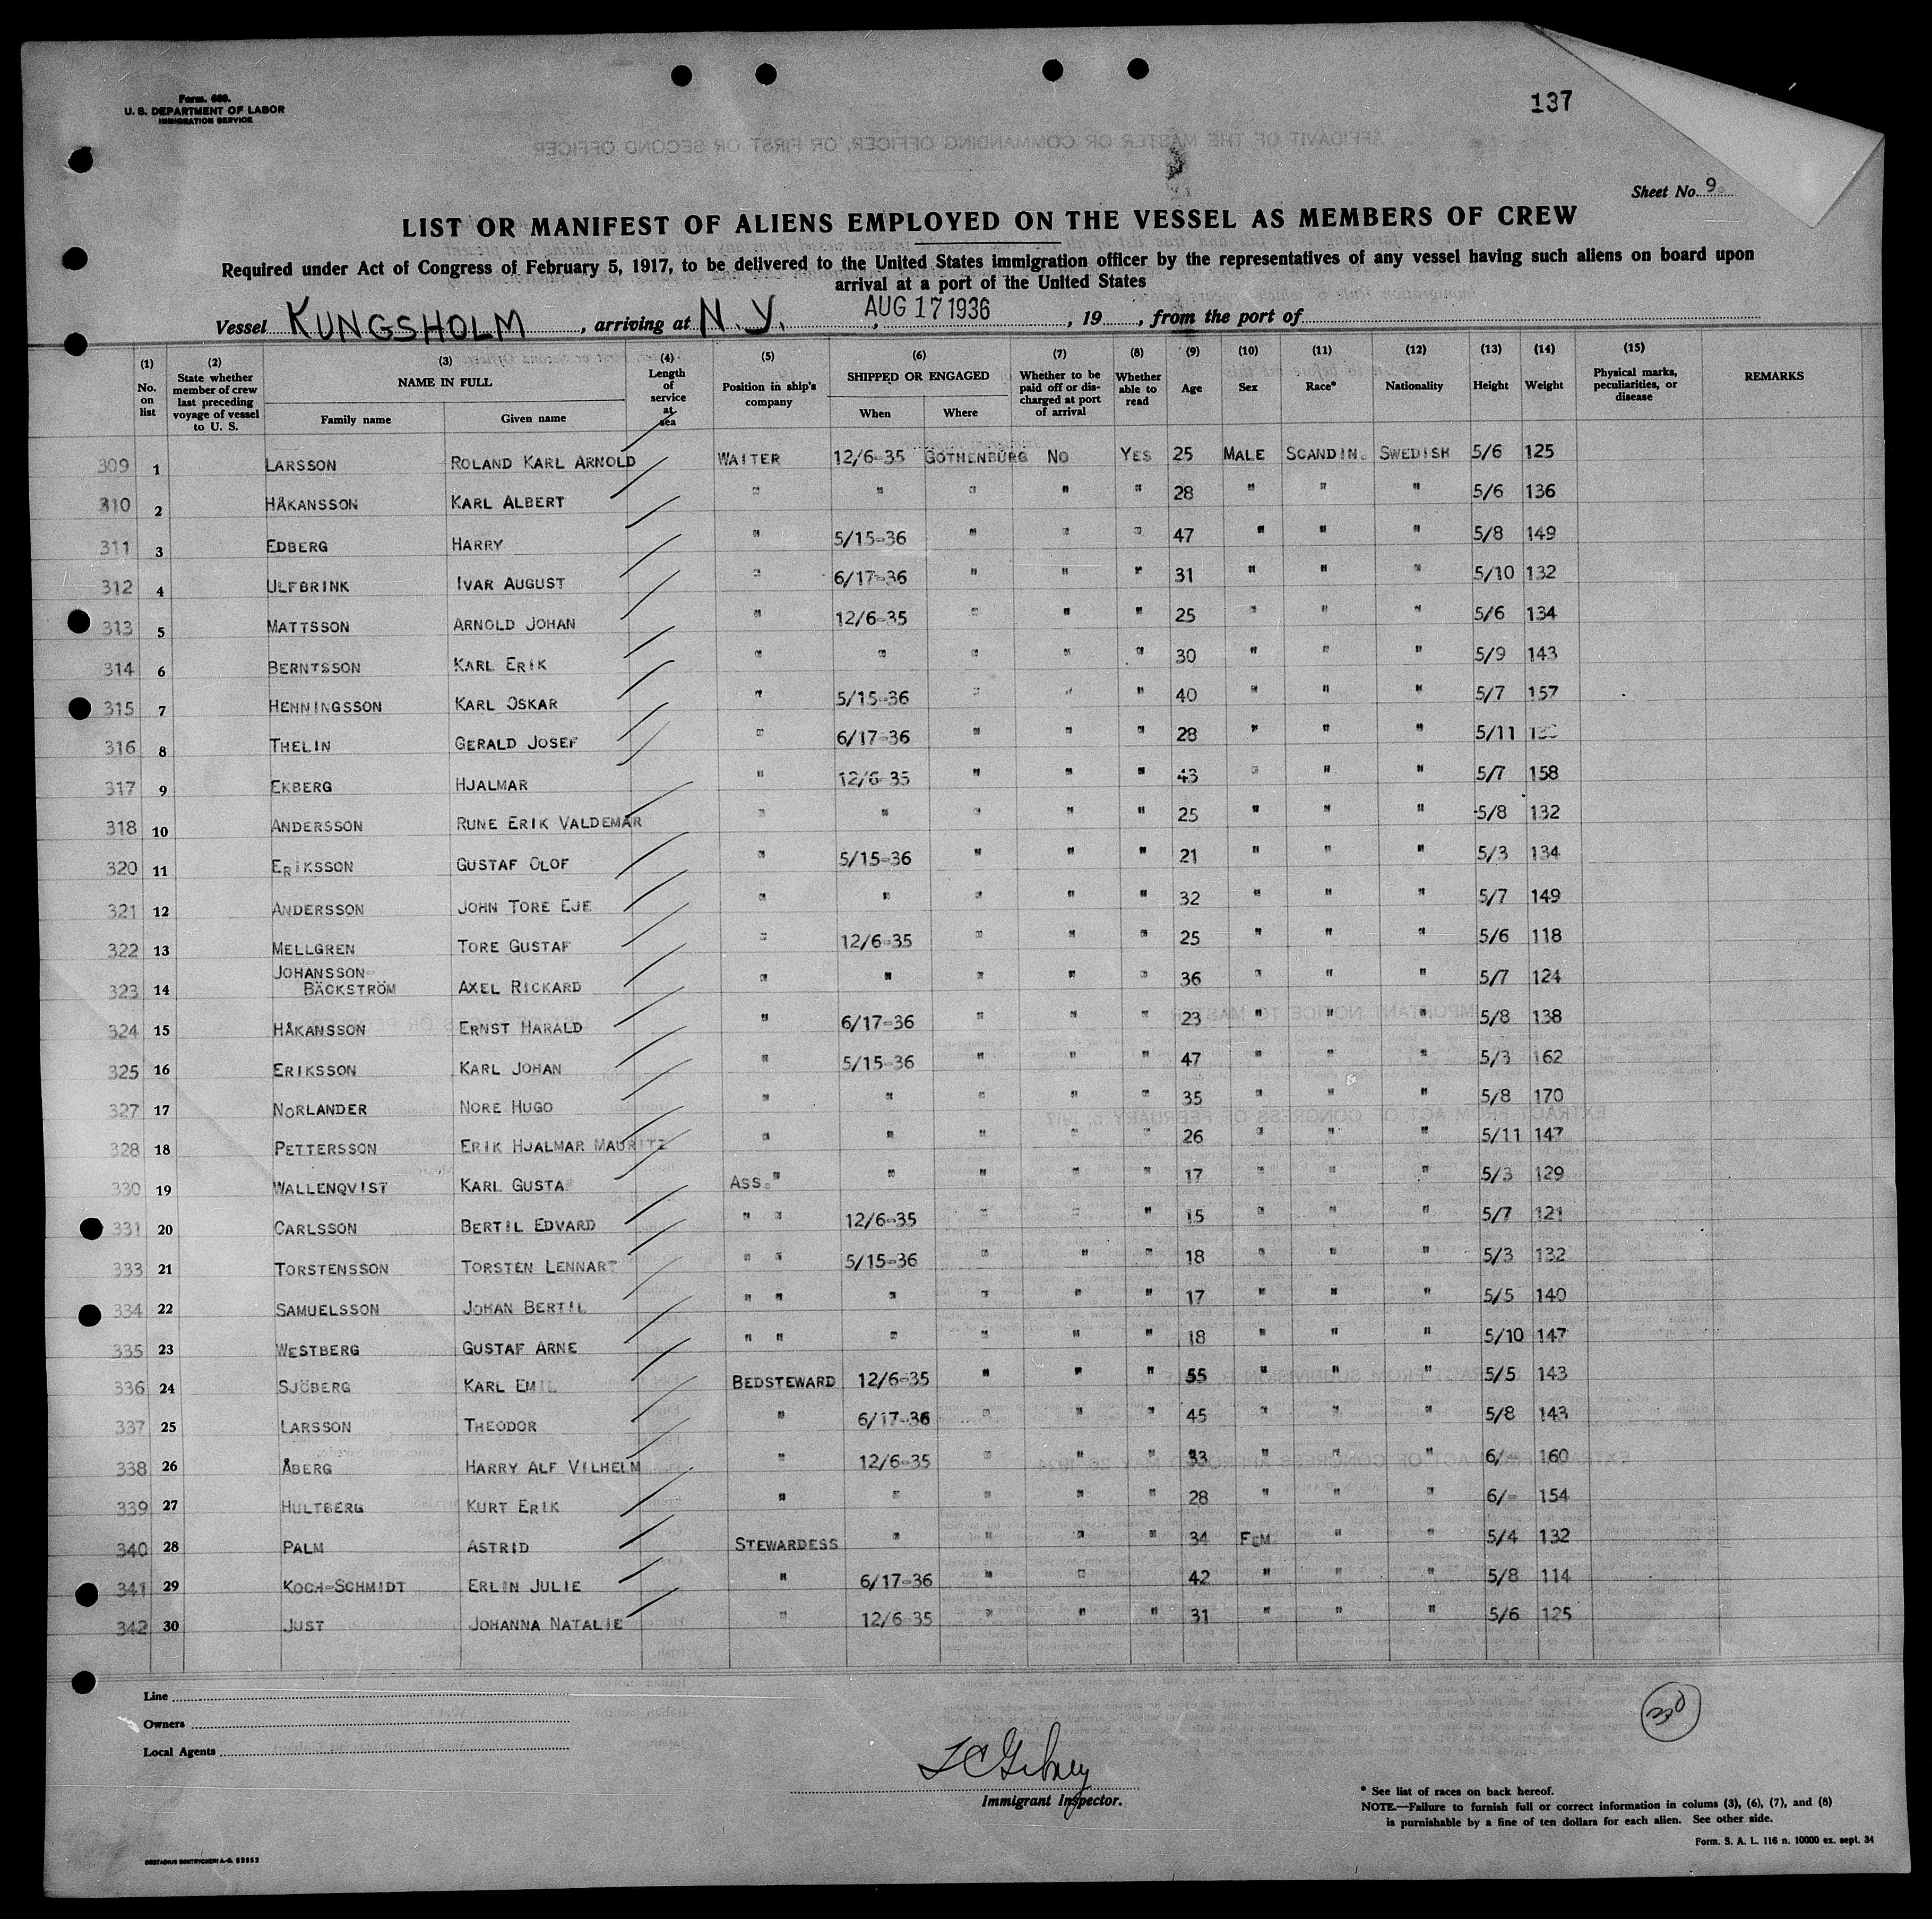 Form. 689.
U. S. DEPARTMENT OF LABOR
IMMIGRATION SERVICE
137
Sheet No. 9.
LIST OR MANIFEST OF ALIENS EMPLOYED ON THE VESSEL AS MEMBERS OF CREW
Required under Act of Congress of February 5, 1917, to be delivered to the United States immigration officer by the representatives of any vessel having such aliens on board upon
arrival at a port of the United States
Vessel KUNGSHOLM, arriving at N. Y. AUG 17 1936, 19, from the port of
(1) No. on list (2) State whether member of crew last preceding voyage of vessel to U. S. (3) NAME IN FULL Family name Given name (4) Length of service at sea (5) Position in ship's company (6) SHIPPED OR ENGAGED When Where (7) Whether to be paid off or discharged at port of arrival (8) Whether able to read (9) Age (10) Sex (11) Race* (12) Nationality (13) Height (14) Weight (15) Physical marks, peculiarities, or disease REMARKS
309 1 LARSSON ROLAND KARL ARNOLD WAITER 12/6-35 GOTHENBURG NO YES 25 MALE SCANDIN. SWEDISH 5/6 125
310 2 HÅKANSSON KARL ALBERT " " " " " 28 " " " 5/6 136
311 3 EDBERG HARRY " 5/15-36 " " " 47 " " " 5/8 149
312 4 ULFBRINK IVAR AUGUST " 6/17-36 " " " 31 " " " 5/10 132
313 5 MATTSSON ARNOLD JOHAN " 12/6-35 " " " 25 " " " 5/6 134
314 6 BERNTSSON KARL ERIK " " " " " 30 " " " 5/9 143
315 7 HENNINGSSON KARL OSKAR " 5/15-36 " " " 40 " " " 5/7 157
316 8 THELIN GERALD JOSEF " 6/17-36 " " " 28 " " " 5/11
317 9 EKBERG HJALMAR " 12/6-35 " " " 43 " " " 5/7 158
318 10 ANDERSSON RUNE ERIK VALDEMAR " " " " " 25 " " " 5/8 132
320 11 ERIKSSON GUSTAF OLOF " 5/15-36 " " " 21 " " " 5/3 134
321 12 ANDERSSON JOHN TORE EJE " " " " " 32 " " " 5/7 149
322 13 MELLGREN TORE GUSTAF " 12/6-35 " " " 25 " " " 5/6 118
323 14 JOHANSSON-BÄCKSTRÖM AXEL RICKARD " " " " " 36 " " " 5/7 124
324 15 HÅKANSSON ERNST HARALD " 6/17-36 " " " 23 " " " 5/8 138
325 16 ERIKSSON KARL JOHAN " 5/15-36 " " " 47 " " " 5/3 162
327 17 NORLANDER NORE HUGO " " " " " 35 " " " 5/8 170
328 18 PETTERSSON ERIK HJALMAR MAURITZ " " " " " 26 " " " 5/11 147
330 19 WALLENQVIST KARL GUSTA ASS. " " " " " 17 " " " 5/3 129
331 20 CARLSSON BERTIL EDVARD " " 12/6-35 " " " 15 " " " 5/7 121
333 21 TORSTENSSON TORSTEN LENNART " " 5/15-36 " " " 18 " " " 5/3 132
334 22 SAMUELSSON JOHAN BERTIL " " " " " " 17 " " " 5/5 140
335 23 WESTBERG GUSTAF ARNE " " " " " " 18 " " " 5/10 147
336 24 SJÖBERG KARL EMIL BEDSTEWARD 12/6-35 " " " 55 " " " 5/5 143
337 25 LARSSON THEODOR " 6/17-36 " " " 45 " " " 5/8 143
338 26 ÅBERG HARRY ALF VILHELM " 12/6-35 " " " 33 " " " 6/- 160
339 27 HULTBERG KURT ERIK " " " " " 28 " " " 6/- 154
340 28 PALM ASTRID STEWARDESS " " " " 34 FEM. " " 5/4 132
341 29 KOCH-SCHMIDT ERLIN JULIE " 6/17-36 " " 42 " " " 5/8 114
342 30 JUST JOHANNA NATALIE " 12/6-35 " " " 31 " " " 5/6 125
Line
Owners
Local Agents
30
Immigrant Inspector.
* See list of races on back hereof.
NOTE.—Failure to furnish full or correct information in colums (3), (6), (7), and (8)
is punishable by a fine of ten dollars for each alien. See other side.
Form. S. A. L. 116 n. 10000 ex. sept. 34